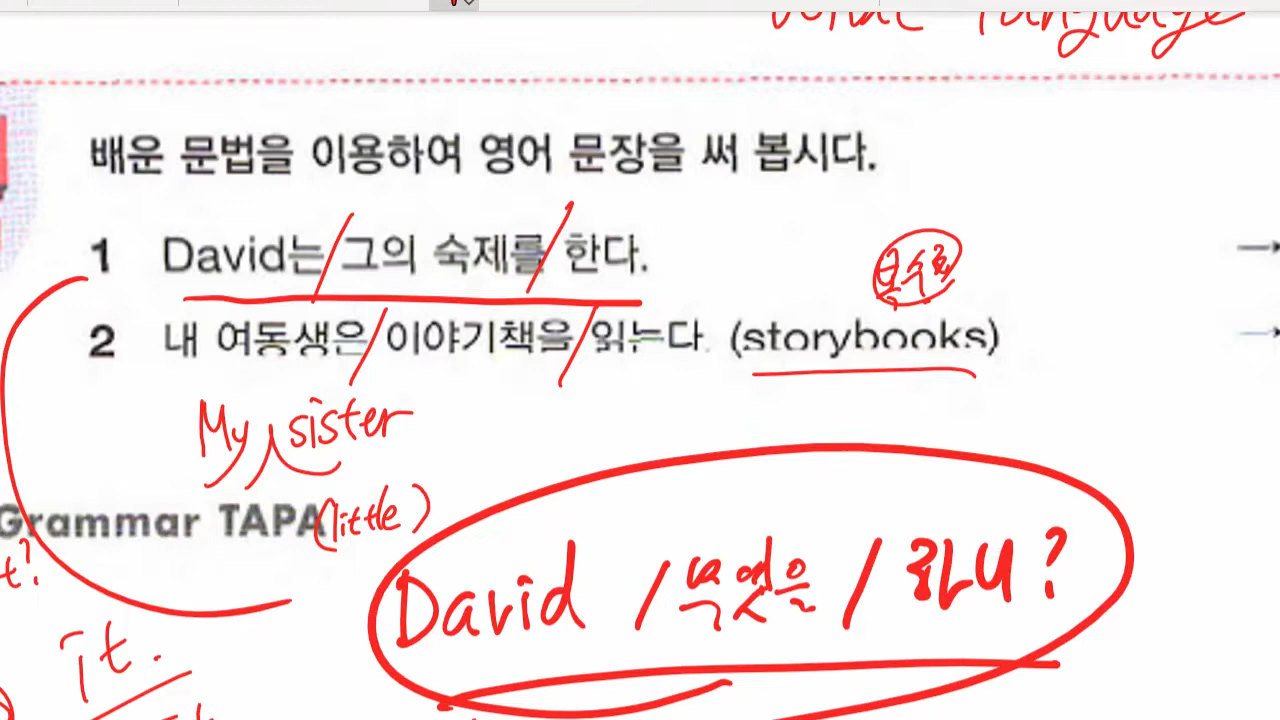 what language
배운 문법을 이용하여 영어 문장을 써 봅시다.
1 David는 / 그의 숙제를 / 한다. →
복수형
2 내 여동생은 / 이야기책을 / 읽는다. (storybooks) →
My sister
(little)
Grammar TAPA
t?
David / 무엇을 / 하니?
it.